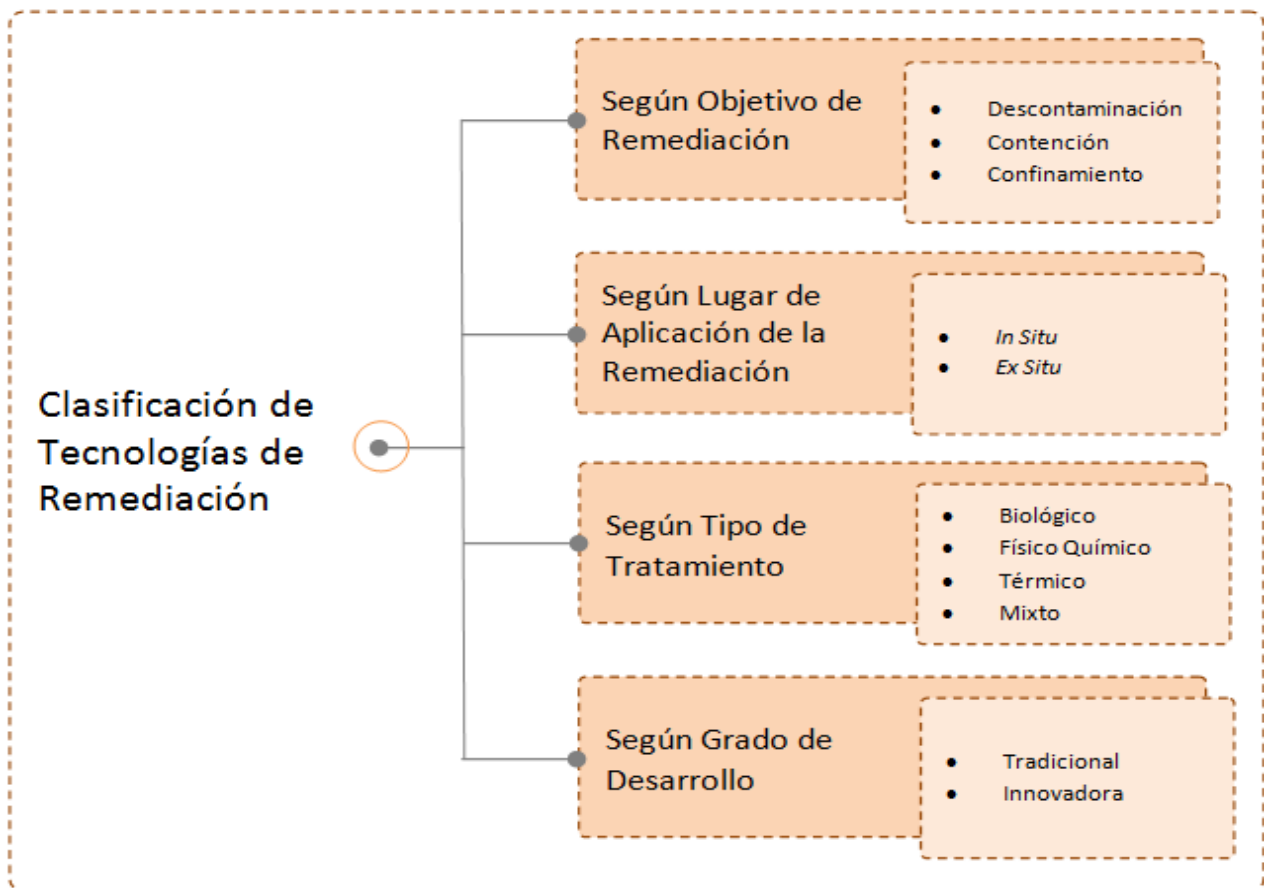 Clasificación de
Tecnologías de
Remediación
Según Objetivo de
Remediación
• Descontaminación
• Contención
• Confinamiento
Según Lugar de
Aplicación de la
Remediación
• In Situ
• Ex Situ
Según Tipo de
Tratamiento
• Biológico
• Físico Químico
• Térmico
• Mixto
Según Grado de
Desarrollo
• Tradicional
• Innovadora